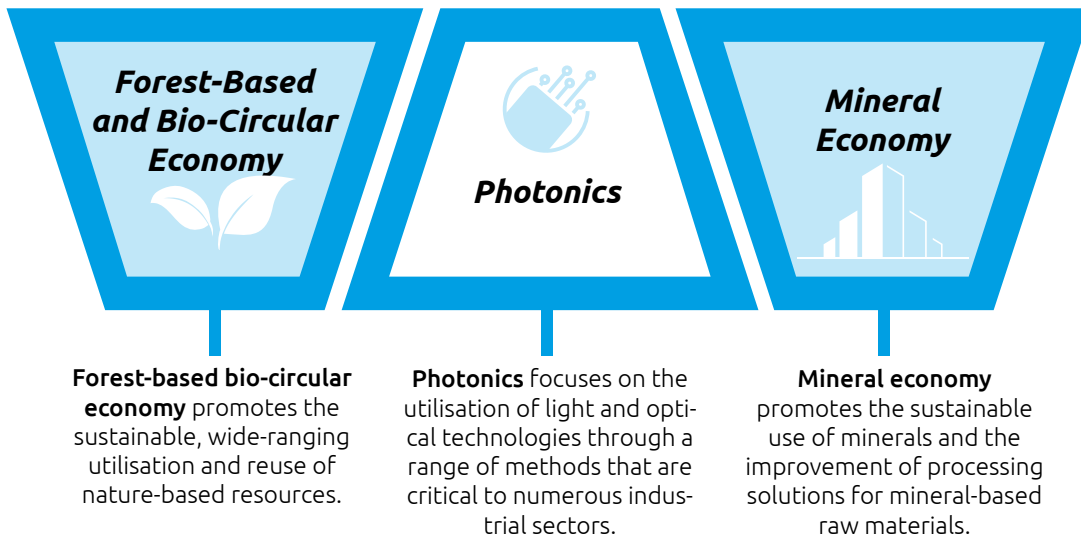 Forest-Based
and Bio-Circular
Economy
Photonics
Mineral
Economy
Forest-based bio-circular
economy promotes the
sustainable, wide-ranging
utilisation and reuse of
nature-based resources.
Photonics focuses on the
utilisation of light and opti-
cal technologies through a
range of methods that are
critical to numerous indus-
trial sectors.
Mineral economy
promotes the sustainable
use of minerals and the
improvement of processing
solutions for mineral-based
raw materials.